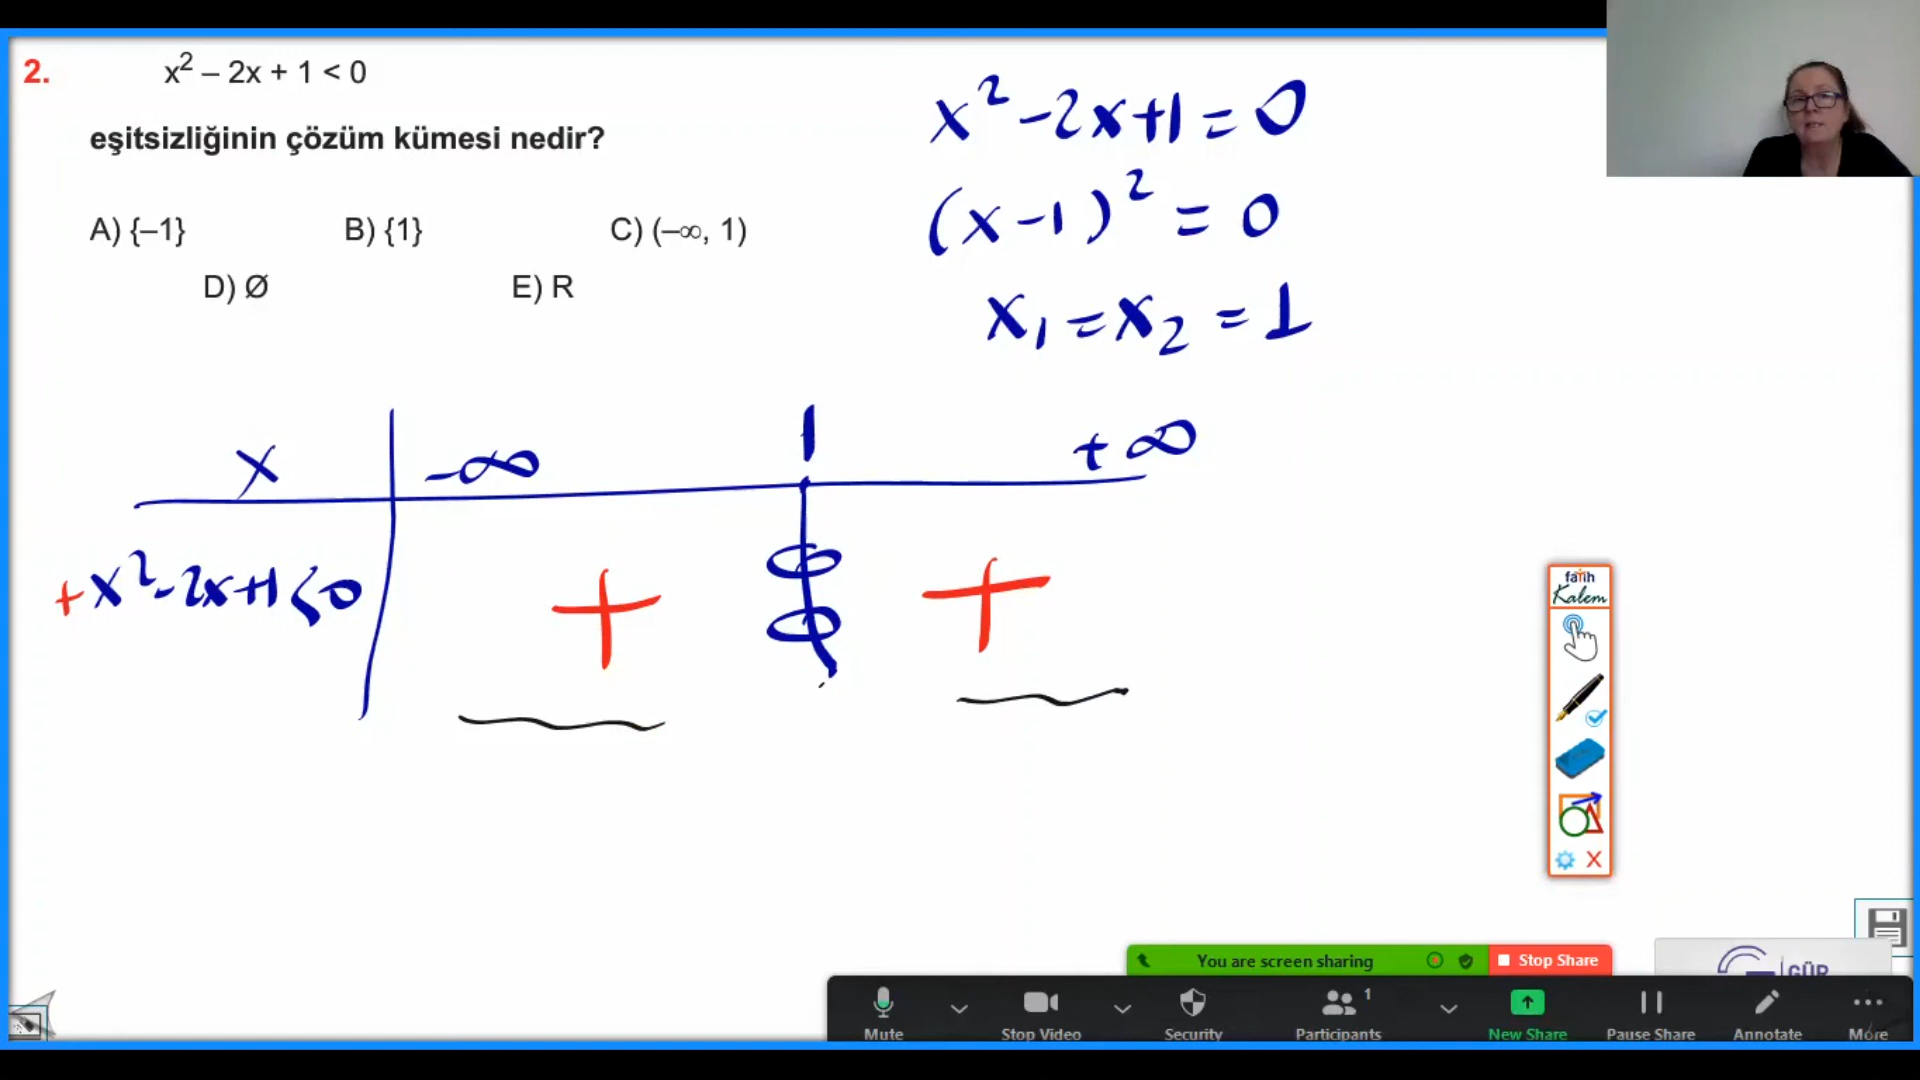 2. x² – 2x + 1 < 0
eşitsizliğinin çözüm kümesi nedir?
A) {–1} B) {1} C) (–∞, 1)
D) Ø E) R
x² - 2x + 1 = 0
(x - 1)² = 0
x₁ = x₂ = 1
x -∞ 1 + ∞
+x² - 2x + 1 < 0 + +
fatih
Kalem
GÜR
You are screen sharing Stop Share
Mute Stop Video Security Participants 1 New Share Pause Share Annotate More